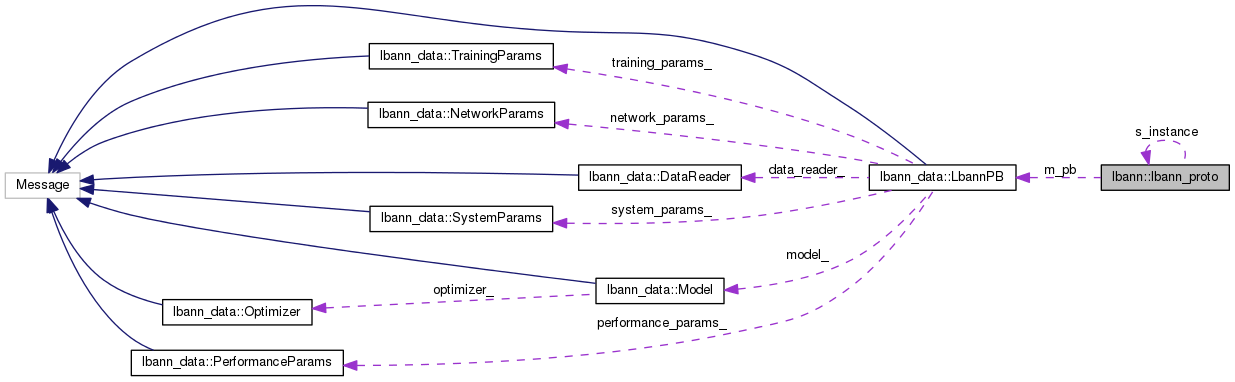 lbann_data::TrainingParams
training_params_
lbann_data::NetworkParams
network_params_
s_instance
Message
lbann_data::DataReader
data_reader_
lbann_data::LbannPB
m_pb
lbann::lbann_proto
lbann_data::SystemParams
system_params_
model_
optimizer_
lbann_data::Model
lbann_data::Optimizer
performance_params_
lbann_data::PerformanceParams